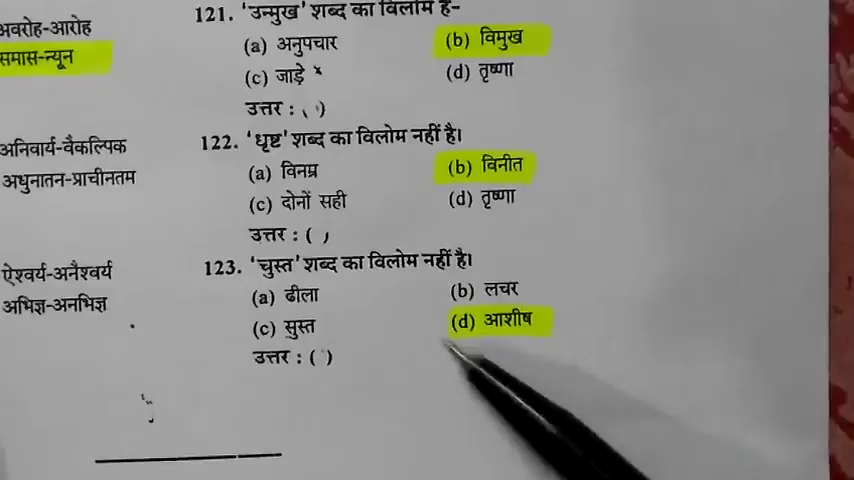 अवरोह-आरोह
समास-न्यून
अनिवार्य-वैकल्पिक
अधुनातन-प्राचीनतम
ऐश्वर्य-अनैश्वर्य
अभिज्ञ-अनभिज्ञ
121. 'उन्मुख' शब्द का विलोम है-
(a) अनुपचार (b) विमुख
(c) जाड़े (d) तृष्णा
उत्तर : ( )
122. 'धृष्ट' शब्द का विलोम नहीं है।
(a) विनम्र (b) विनीत
(c) दोनों सही (d) तृष्णा
उत्तर : ( )
123. 'चुस्त' शब्द का विलोम नहीं है।
(a) ढीला (b) लचर
(c) सुस्त (d) आशीष
उत्तर : ( )